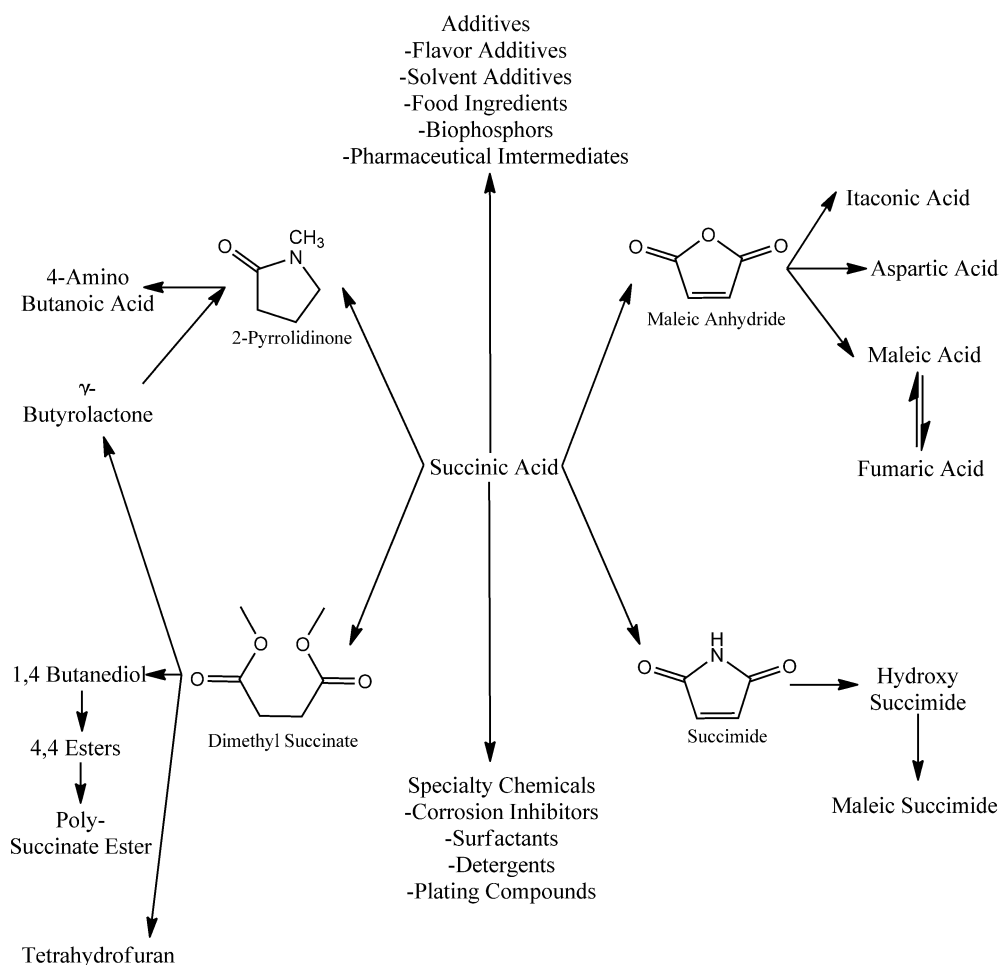 Additives
-Flavor Additives
-Solvent Additives
-Food Ingredients
-Biophosphors
-Pharmaceutical Imtermediates
O
CH3
N
2-Pyrrolidinone
4-Amino
Butanoic Acid
γ-
Butyrolactone
O
O
O
Maleic Anhydride
Itaconic Acid
Aspartic Acid
Maleic Acid
Fumaric Acid
Succinic Acid
O
O
O
O
Dimethyl Succinate
1,4 Butanediol
4,4 Esters
Poly-
Succinate Ester
Tetrahydrofuran
H
N
O
O
Succimide
Hydroxy
Succimide
Maleic Succimide
Specialty Chemicals
-Corrosion Inhibitors
-Surfactants
-Detergents
-Plating Compounds